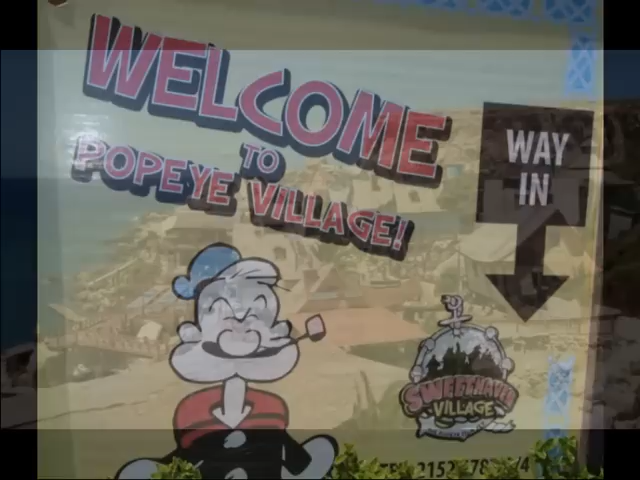 WELCOME
TO
POPEYE VILLAGE!
WAY
IN
SWEETHAVEN
VILLAGE